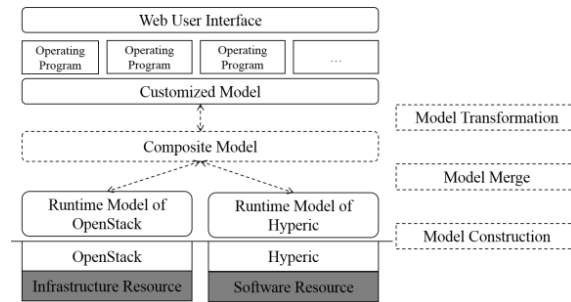 Web User Interface
Operating
Program
Operating
Program
Operating
Program
...
Customized Model
Model Transformation
Composite Model
Model Merge
Runtime Model of
OpenStack
Runtime Model of
Hyperic
Model Construction
OpenStack
Hyperic
Infrastructure Resource
Software Resource